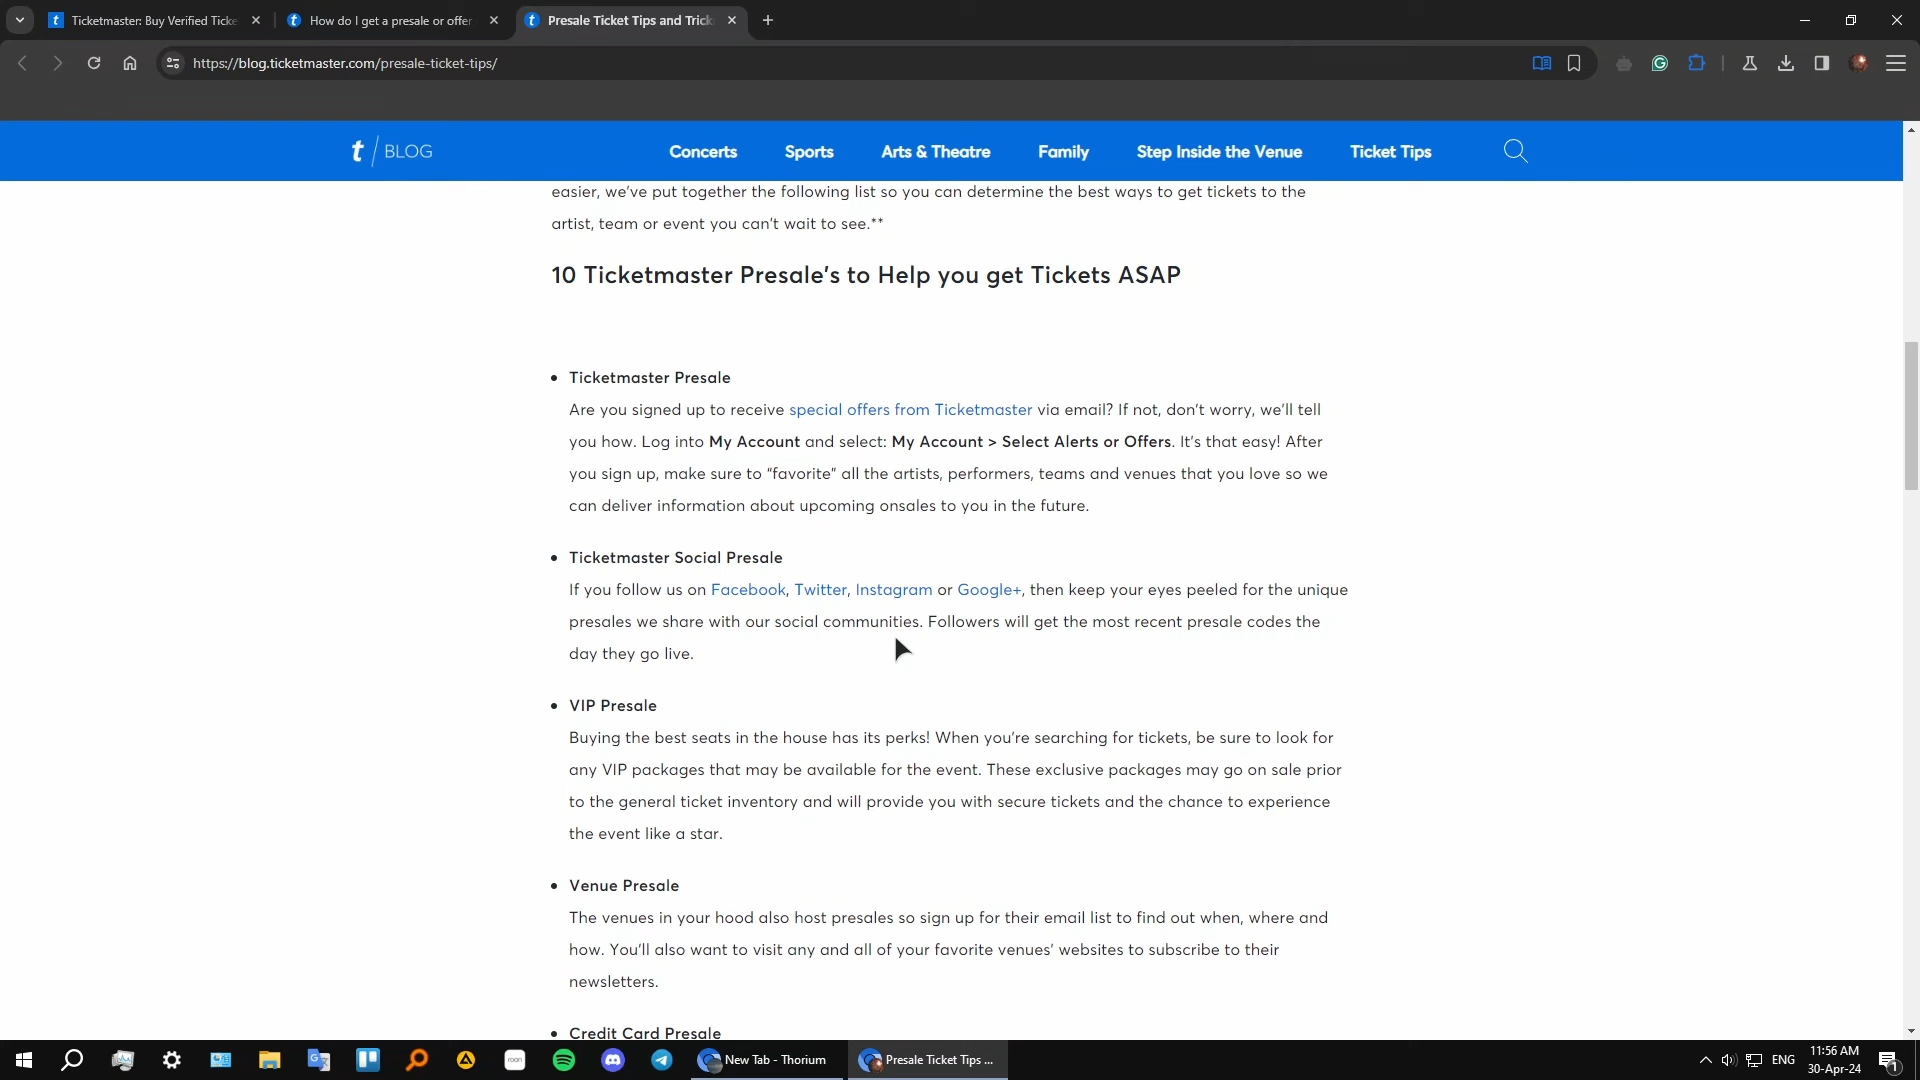 Ticketmaster: Buy Verified Ticke
How do I get a presale or offer
Presale Ticket Tips and Trick
https://blog.ticketmaster.com/presale-ticket-tips/
t / BLOG
Concerts
Sports
Arts & Theatre
Family
Step Inside the Venue
Ticket Tips
easier, we’ve put together the following list so you can determine the best ways to get tickets to the
artist, team or event you can’t wait to see.**
10 Ticketmaster Presale’s to Help you get Tickets ASAP
• Ticketmaster Presale
Are you signed up to receive special offers from Ticketmaster via email? If not, don’t worry, we’ll tell
you how. Log into My Account and select: My Account > Select Alerts or Offers. It’s that easy! After
you sign up, make sure to “favorite” all the artists, performers, teams and venues that you love so we
can deliver information about upcoming onsales to you in the future.
• Ticketmaster Social Presale
If you follow us on Facebook, Twitter, Instagram or Google+, then keep your eyes peeled for the unique
presales we share with our social communities. Followers will get the most recent presale codes the
day they go live.
• VIP Presale
Buying the best seats in the house has its perks! When you’re searching for tickets, be sure to look for
any VIP packages that may be available for the event. These exclusive packages may go on sale prior
to the general ticket inventory and will provide you with secure tickets and the chance to experience
the event like a star.
• Venue Presale
The venues in your hood also host presales so sign up for their email list to find out when, where and
how. You’ll also want to visit any and all of your favorite venues’ websites to subscribe to their
newsletters.
• Credit Card Presale
New Tab - Thorium
Presale Ticket Tips ...
ENG
11:56 AM
30-Apr-24
1